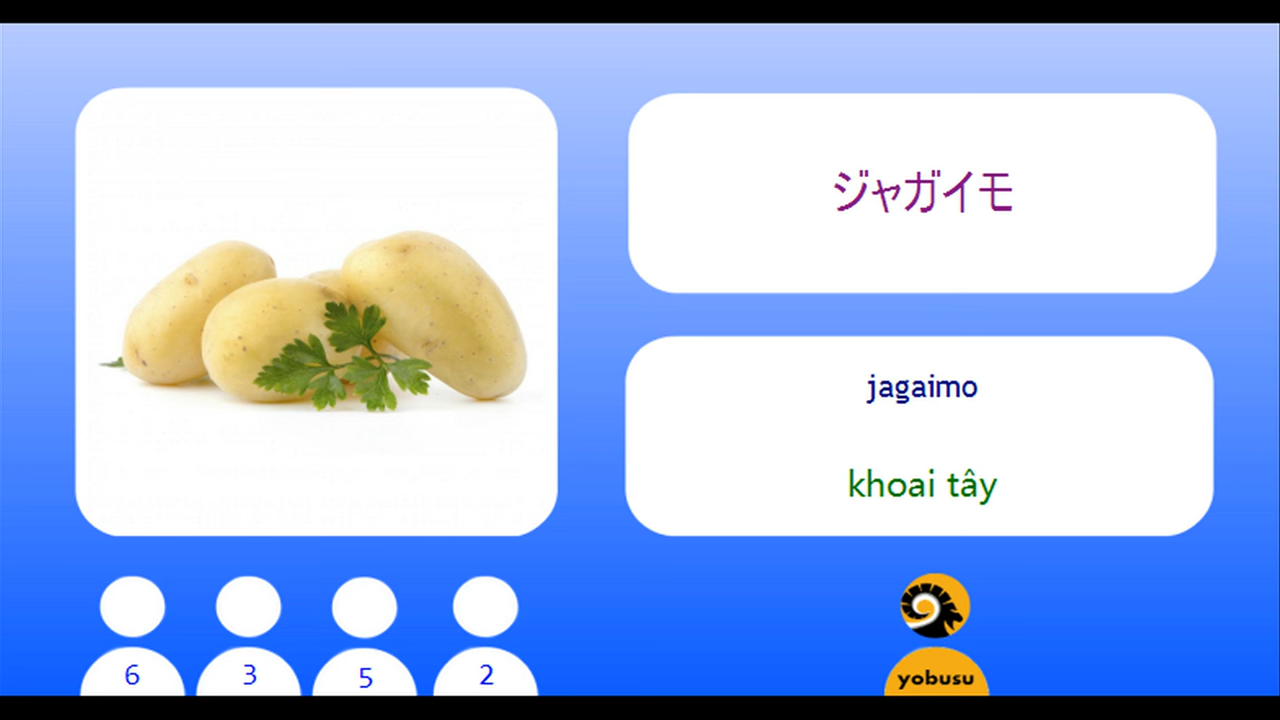 ジャガイモ
jagaimo
khoai tây
6 3 5 2
yobusu